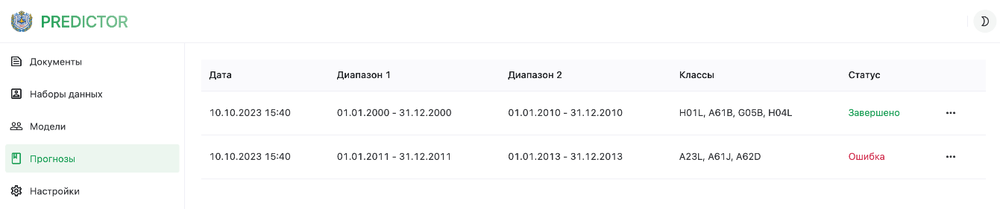 PREDICTOR
Документы
Наборы данных
Модели
Прогнозы
Настройки
Дата Диапазон 1 Диапазон 2 Классы Статус
10.10.2023 15:40 01.01.2000 - 31.12.2000 01.01.2010 - 31.12.2010 H01L, A61B, G05B, H04L Завершено
10.10.2023 15:40 01.01.2011 - 31.12.2011 01.01.2013 - 31.12.2013 A23L, A61J, A62D Ошибка